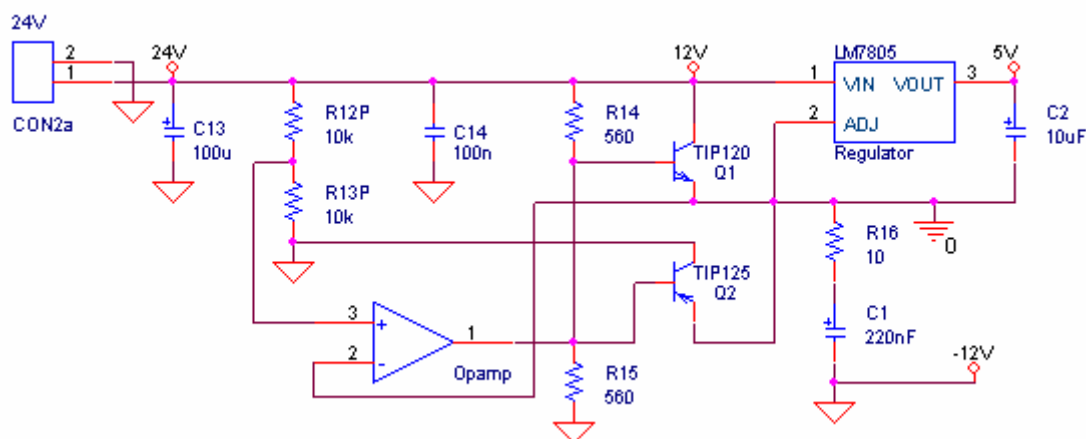 24V
2
1
CON2a
24V
C13
100u
R12P
10k
R13P
10k
C14
100n
R14
560
12V
TIP120
Q1
TIP125
Q2
LM7805
1
VIN
VOUT
3
2
ADJ
Regulator
5V
C2
10uF
0
R16
10
C1
220nF
-12V
3
+
2
-
1
Opamp
R15
560